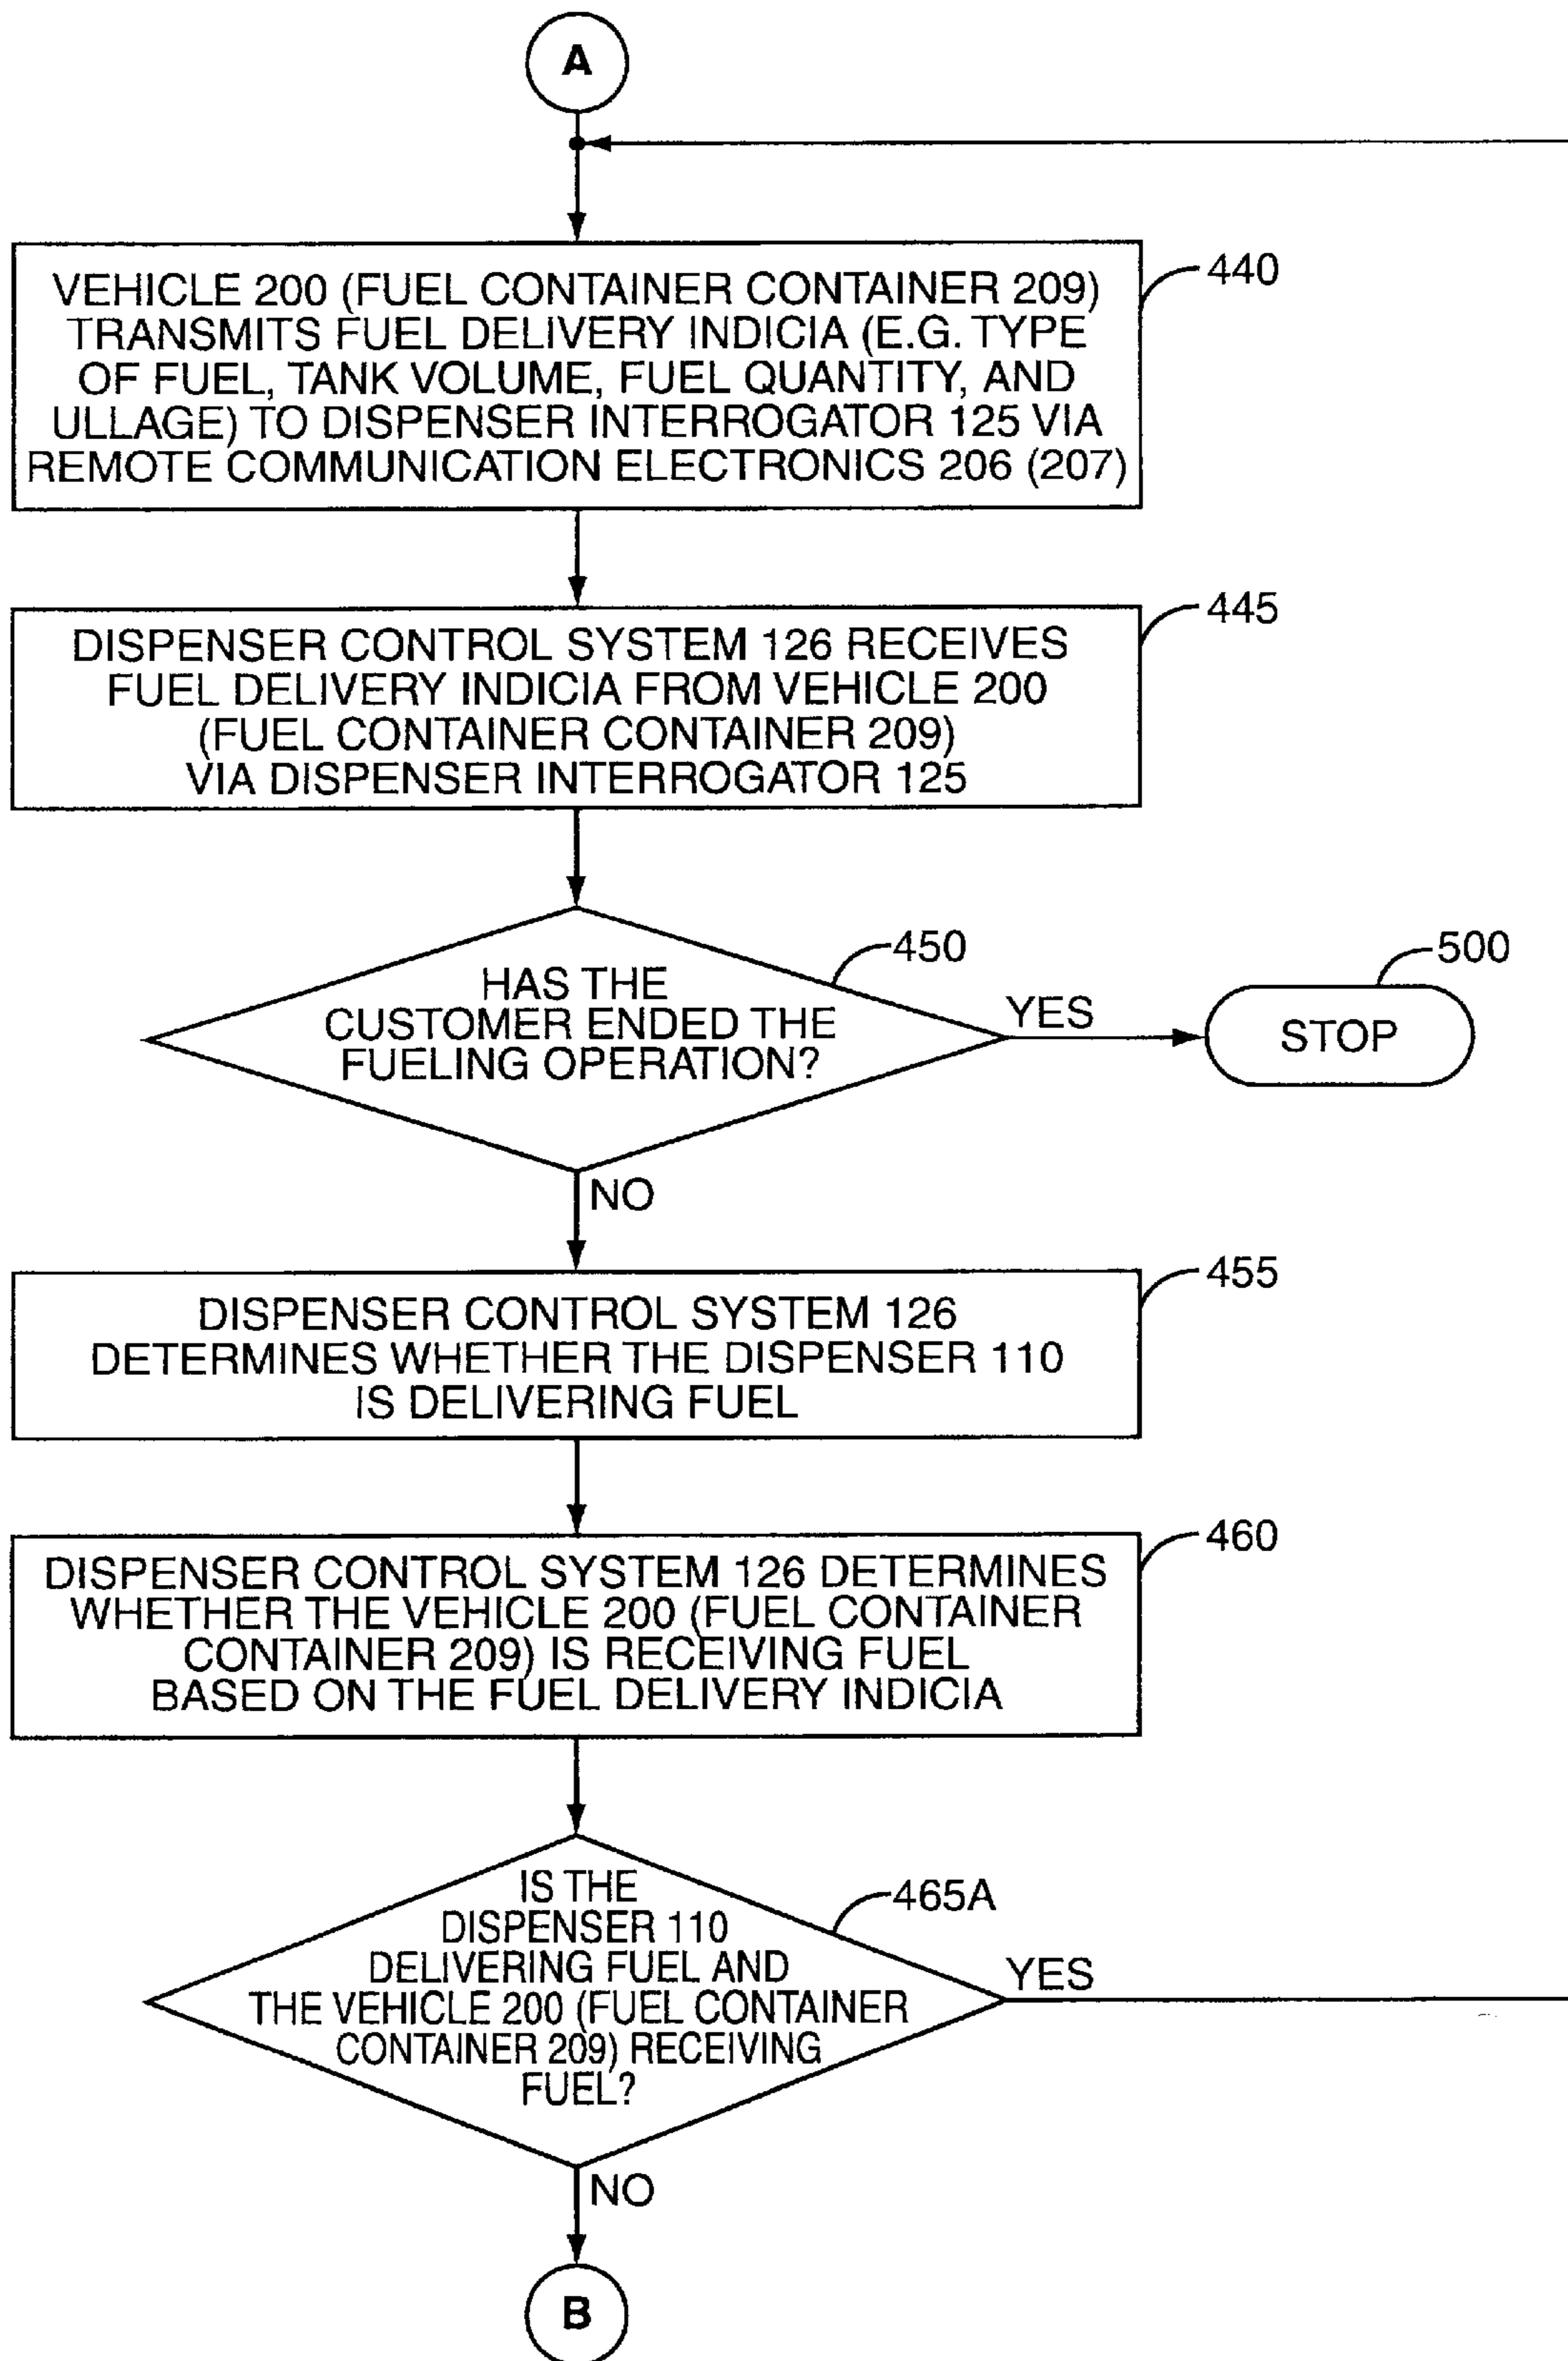 A
VEHICLE 200 (FUEL CONTAINER CONTAINER 209)
TRANSMITS FUEL DELIVERY INDICIA (E.G. TYPE
OF FUEL, TANK VOLUME, FUEL QUANTITY, AND
ULLAGE) TO DISPENSER INTERROGATOR 125 VIA
REMOTE COMMUNICATION ELECTRONICS 206 (207)
440
DISPENSER CONTROL SYSTEM 126 RECEIVES
FUEL DELIVERY INDICIA FROM VEHICLE 200
(FUEL CONTAINER CONTAINER 209)
VIA DISPENSER INTERROGATOR 125
445
HAS THE
CUSTOMER ENDED THE
FUELING OPERATION?
450
YES
STOP
500
NO
DISPENSER CONTROL SYSTEM 126
DETERMINES WHETHER THE DISPENSER 110
IS DELIVERING FUEL
455
DISPENSER CONTROL SYSTEM 126 DETERMINES
WHETHER THE VEHICLE 200 (FUEL CONTAINER
CONTAINER 209) IS RECEIVING FUEL
BASED ON THE FUEL DELIVERY INDICIA
460
IS THE
DISPENSER 110
DELIVERING FUEL AND
THE VEHICLE 200 (FUEL CONTAINER
CONTAINER 209) RECEIVING
FUEL?
465A
YES
NO
B